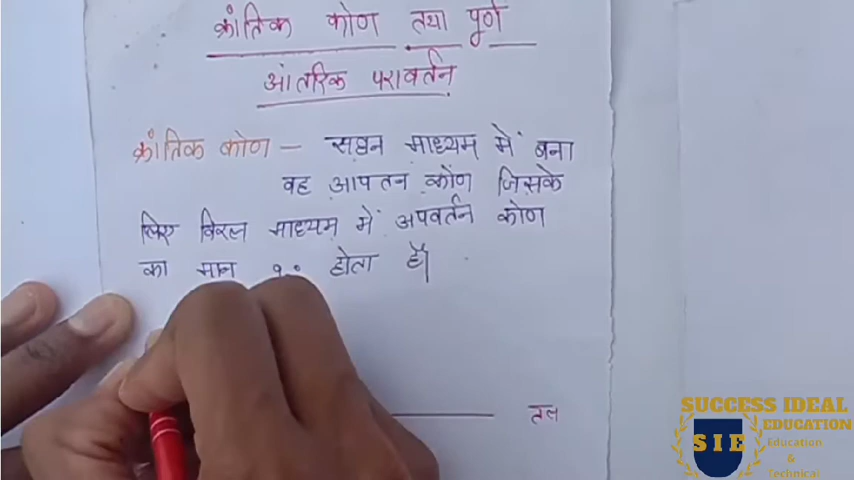 क्रांतिक कोण तथा पूर्ण
आंतरिक परावर्तन
क्रांतिक कोण — सघन माध्यम में बना
वह आपतन कोण जिसके
लिए विरल माध्यम में अपवर्तन कोण
का मान ९० होता है।
तल
SUCCESS IDEAL
EDUCATION
SIE
Education
&
Technical